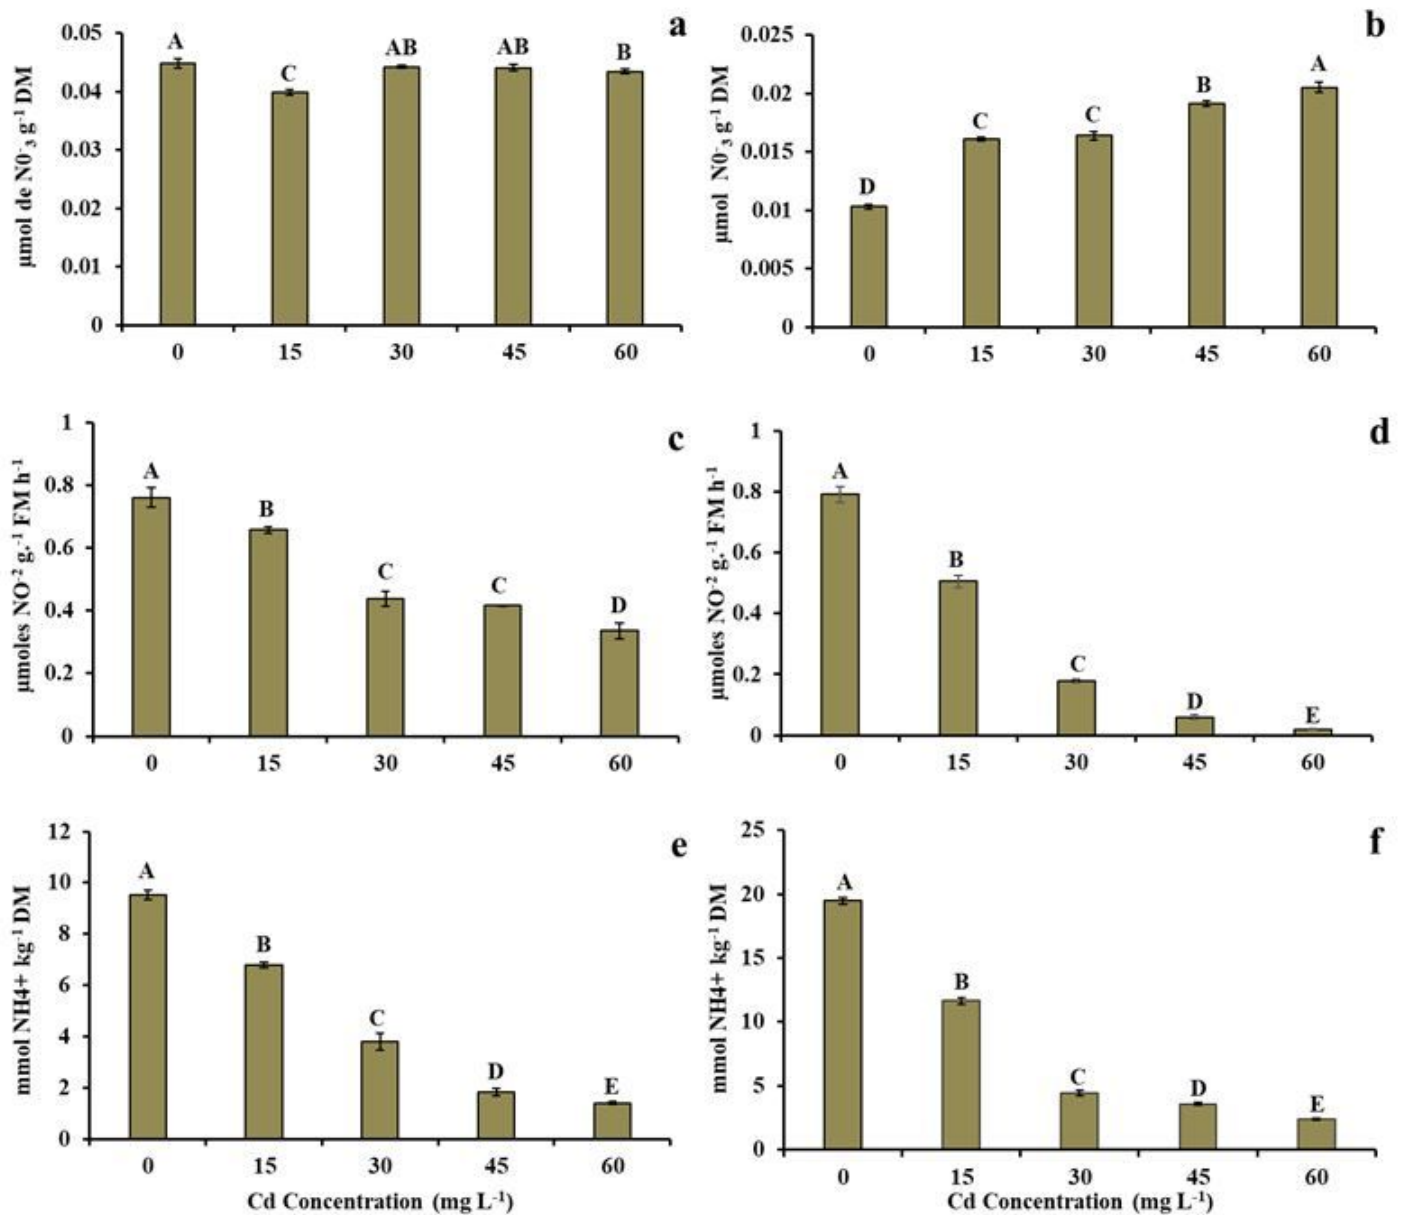 a
µmol de N0⁻₃ g⁻¹ DM
0.05
0.04
0.03
0.02
0.01
0
A
C
AB
AB
B
0 15 30 45 60
b
µmol N0⁻₃ g⁻¹ DM
0.025
0.02
0.015
0.01
0.005
0
D
C
C
B
A
0 15 30 45 60
c
µmoles NO⁻² g.⁻¹ FM h⁻¹
1
0.8
0.6
0.4
0.2
0
A
B
C
C
D
0 15 30 45 60
d
µmoles NO⁻² g.⁻¹ FM h⁻¹
1
0.8
0.6
0.4
0.2
0
A
B
C
D
E
0 15 30 45 60
e
mmol NH4+ kg⁻¹ DM
12
10
8
6
4
2
0
A
B
C
D
E
0 15 30 45 60
Cd Concentration (mg L⁻¹)
f
mmol NH4+ kg⁻¹ DM
25
20
15
10
5
0
A
B
C
D
E
0 15 30 45 60
Cd Concentration (mg L⁻¹)